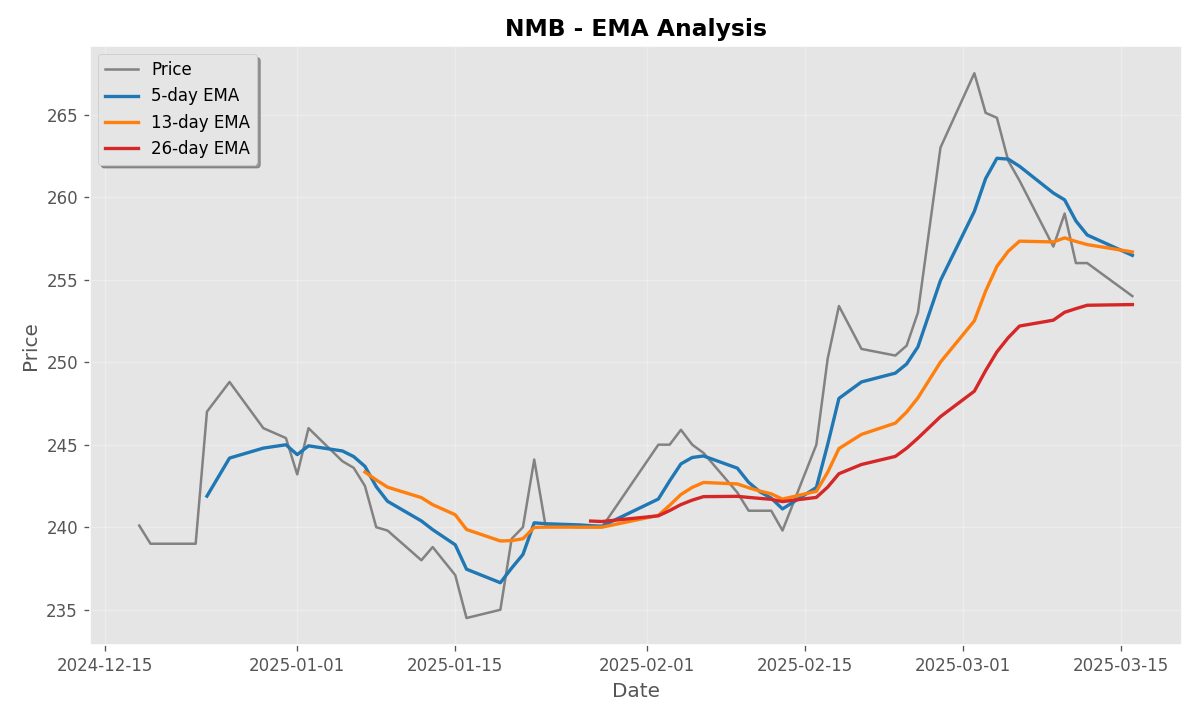 NMB - EMA Analysis
Price
5-day EMA
13-day EMA
26-day EMA
265
260
255
250
245
240
235
Price
2024-12-15
2025-01-01
2025-01-15
2025-02-01
2025-02-15
2025-03-01
2025-03-15
Date